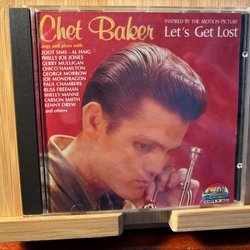 Chet Baker
INSPIRED BY THE MOTION PICTURE
Let's Get Lost
sings and plays with
ZOOT SIMS - AL HAIG
PHILLY JOE JONES
GERRY MULLIGAN
CHICO HAMILTON
GEORGE MORROW
JOE MONDRAGON
PAUL CHAMBERS
RUSS FREEMAN
SHELLY MANNE
CARSON SMITH
KENNY DREW
and others